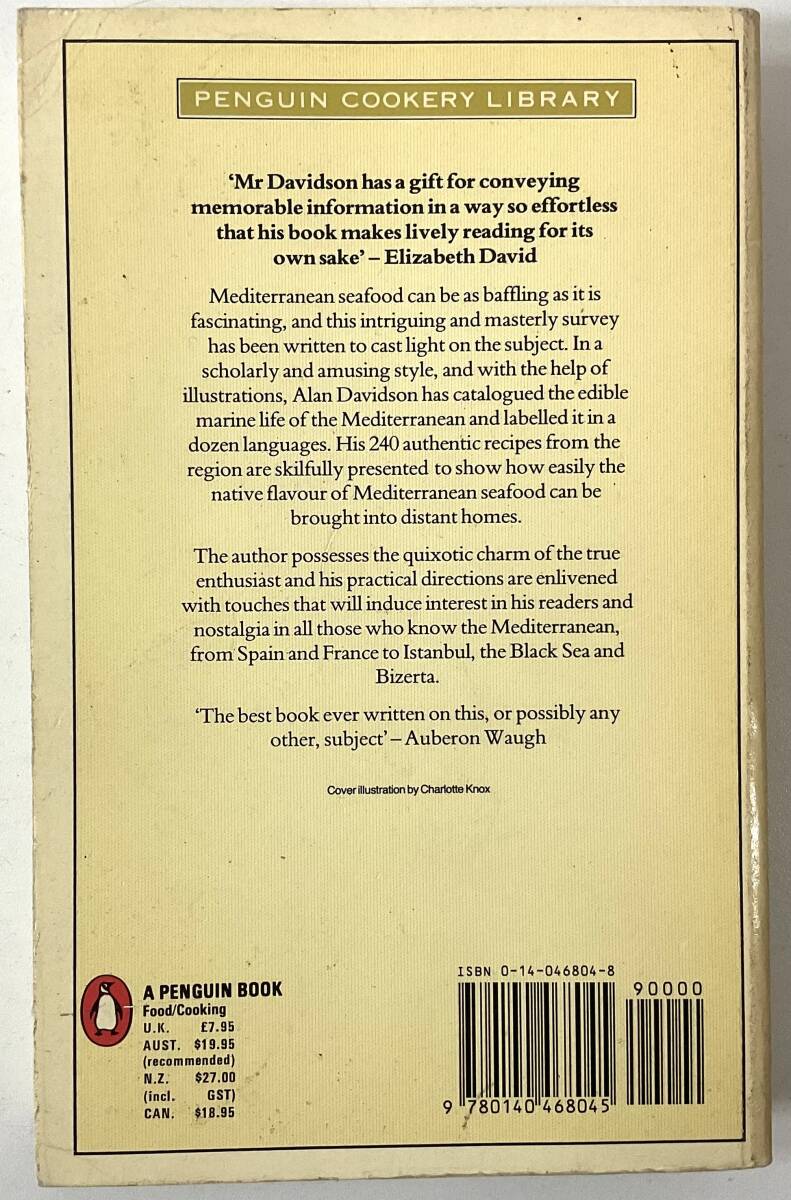 PENGUIN COOKERY LIBRARY
‘Mr Davidson has a gift for conveying
memorable information in a way so effortless
that his book makes lively reading for its
own sake’ – Elizabeth David
Mediterranean seafood can be as baffling as it is
fascinating, and this intriguing and masterly survey
has been written to cast light on the subject. In a
scholarly and amusing style, and with the help of
illustrations, Alan Davidson has catalogued the edible
marine life of the Mediterranean and labelled it in a
dozen languages. His 240 authentic recipes from the
region are skilfully presented to show how easily the
native flavour of Mediterranean seafood can be
brought into distant homes.
The author possesses the quixotic charm of the true
enthusiast and his practical directions are enlivened
with touches that will induce interest in his readers and
nostalgia in all those who know the Mediterranean,
from Spain and France to Istanbul, the Black Sea and
Bizerta.
‘The best book ever written on this, or possibly any
other, subject’ – Auberon Waugh
Cover illustration by Charlotte Knox
A PENGUIN BOOK
Food/Cooking
U.K. £7.95
AUST. $19.95
(recommended)
N.Z. $27.00
(incl. GST)
CAN. $18.95
ISBN 0-14-046804-8
90000
9 780140 468045